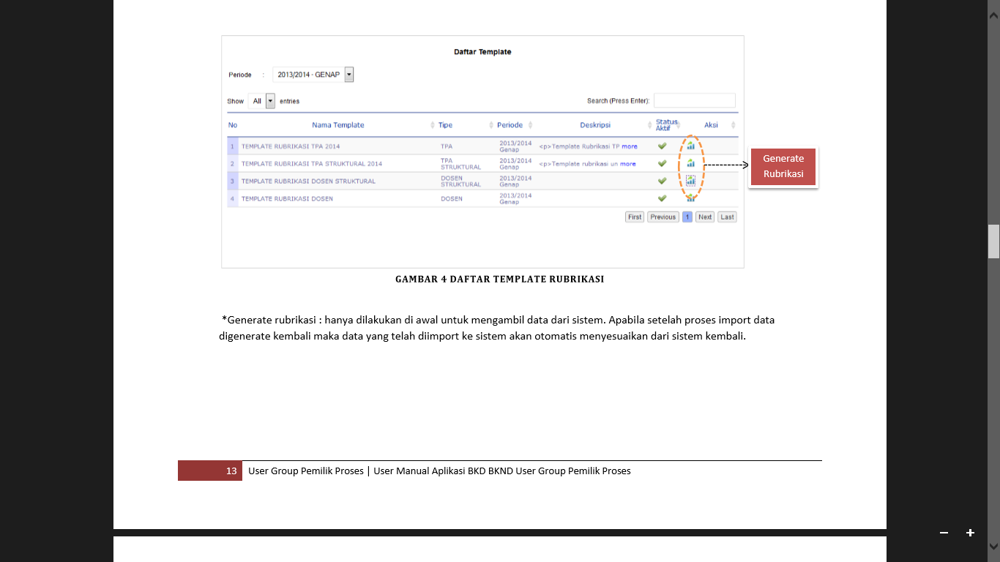 Daftar Template
Periode : 2013/2014 - GENAP
Show All entries Search (Press Enter):
No Nama Template Tipe Periode Deskripsi Status Aktif Aksi
1 TEMPLATE RUBRIKASI TPA 2014 TPA 2013/2014 Genap <p>Template Rubrikasi TP more
2 TEMPLATE RUBRIKASI TPA STRUKTURAL 2014 TPA STRUKTURAL 2013/2014 Genap <p>Template rubrikasi un more
3 TEMPLATE RUBRIKASI DOSEN STRUKTURAL DOSEN STRUKTURAL 2013/2014 Genap
4 TEMPLATE RUBRIKASI DOSEN DOSEN 2013/2014 Genap
Generate
Rubrikasi
First Previous 1 Next Last
GAMBAR 4 DAFTAR TEMPLATE RUBRIKASI
*Generate rubrikasi : hanya dilakukan di awal untuk mengambil data dari sistem. Apabila setelah proses import data
digenerate kembali maka data yang telah diimport ke sistem akan otomatis menyesuaikan dari sistem kembali.
13 User Group Pemilik Proses | User Manual Aplikasi BKD BKND User Group Pemilik Proses